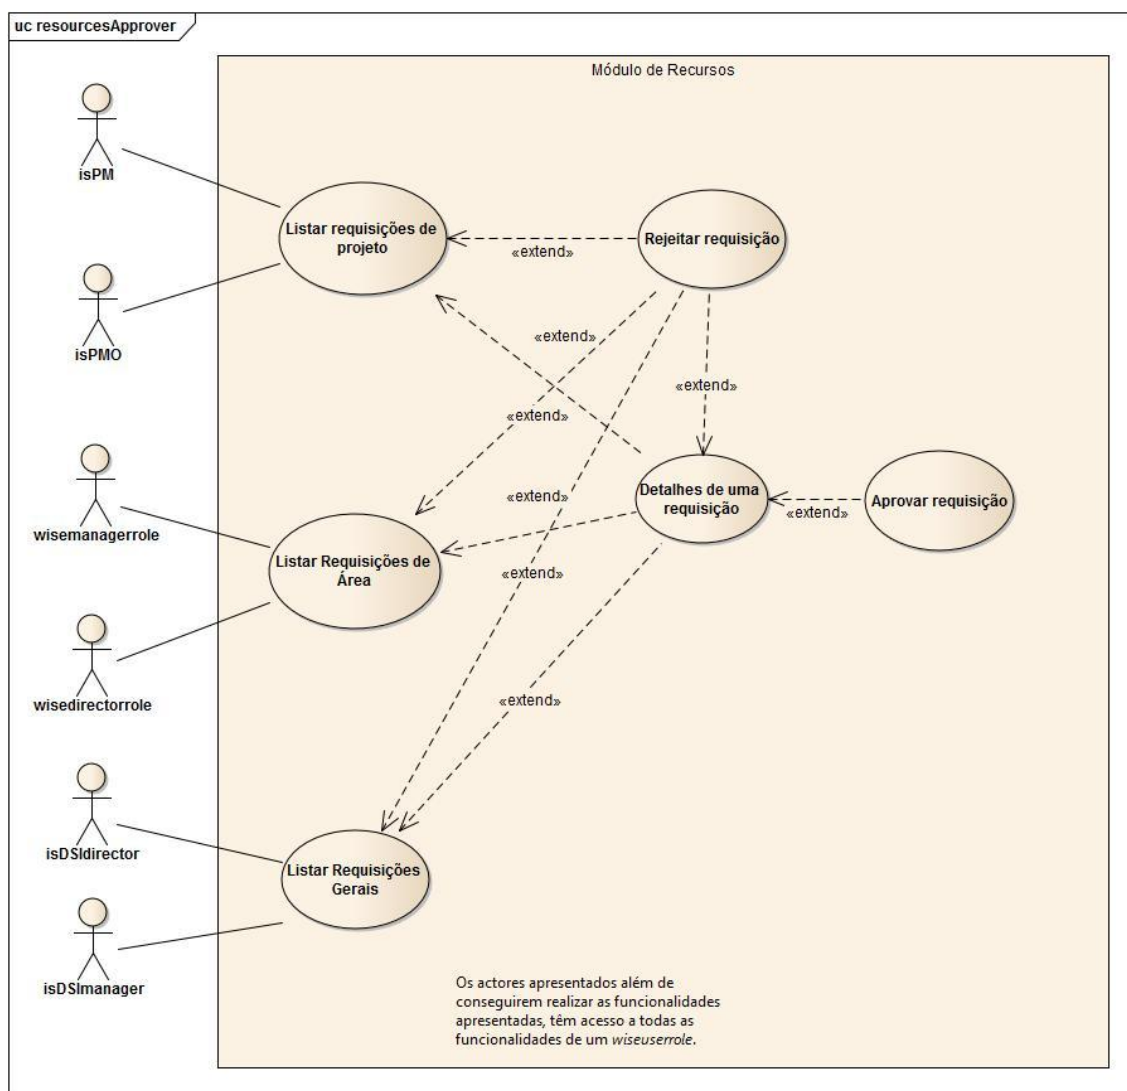 uc resourcesApprover
Módulo de Recursos
isPM
Listar requisições de
projeto
Rejeitar requisição
«extend»
isPMO
«extend»
«extend»
«extend»
wisemanagerrole
Detalhes de uma
requisição
Aprovar requisição
«extend»
«extend»
Listar Requisições de
Área
«extend»
wisedirectorrole
«extend»
isDSIdirector
Listar Requisições
Gerais
isDSImanager
Os actores apresentados além de
conseguirem realizar as funcionalidades
apresentadas, têm acesso a todas as
funcionalidades de um wiseuserrole.